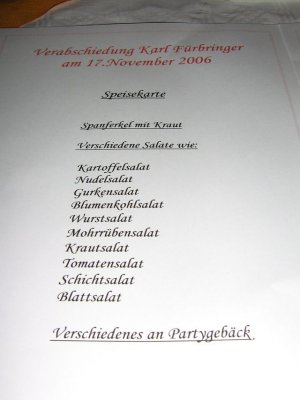 Verabschiedung Karl Fürbringer
am 17.November 2006
Speisekarte
Spanferkel mit Kraut
Verschiedene Salate wie:
Kartoffelsalat
Nudelsalat
Gurkensalat
Blumenkohlsalat
Wurstsalat
Mohrrübensalat
Krautsalat
Tomatensalat
Schichtsalat
Blattsalat
Verschiedenes an Partygebäck